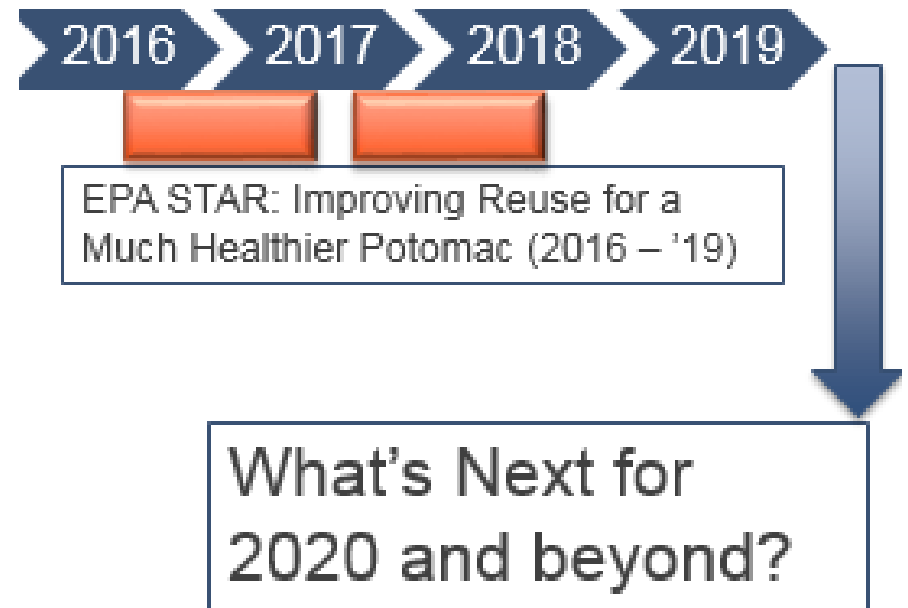 2016 2017 2018 2019
EPA STAR: Improving Reuse for a
Much Healthier Potomac (2016 – ’19)
What’s Next for
2020 and beyond?